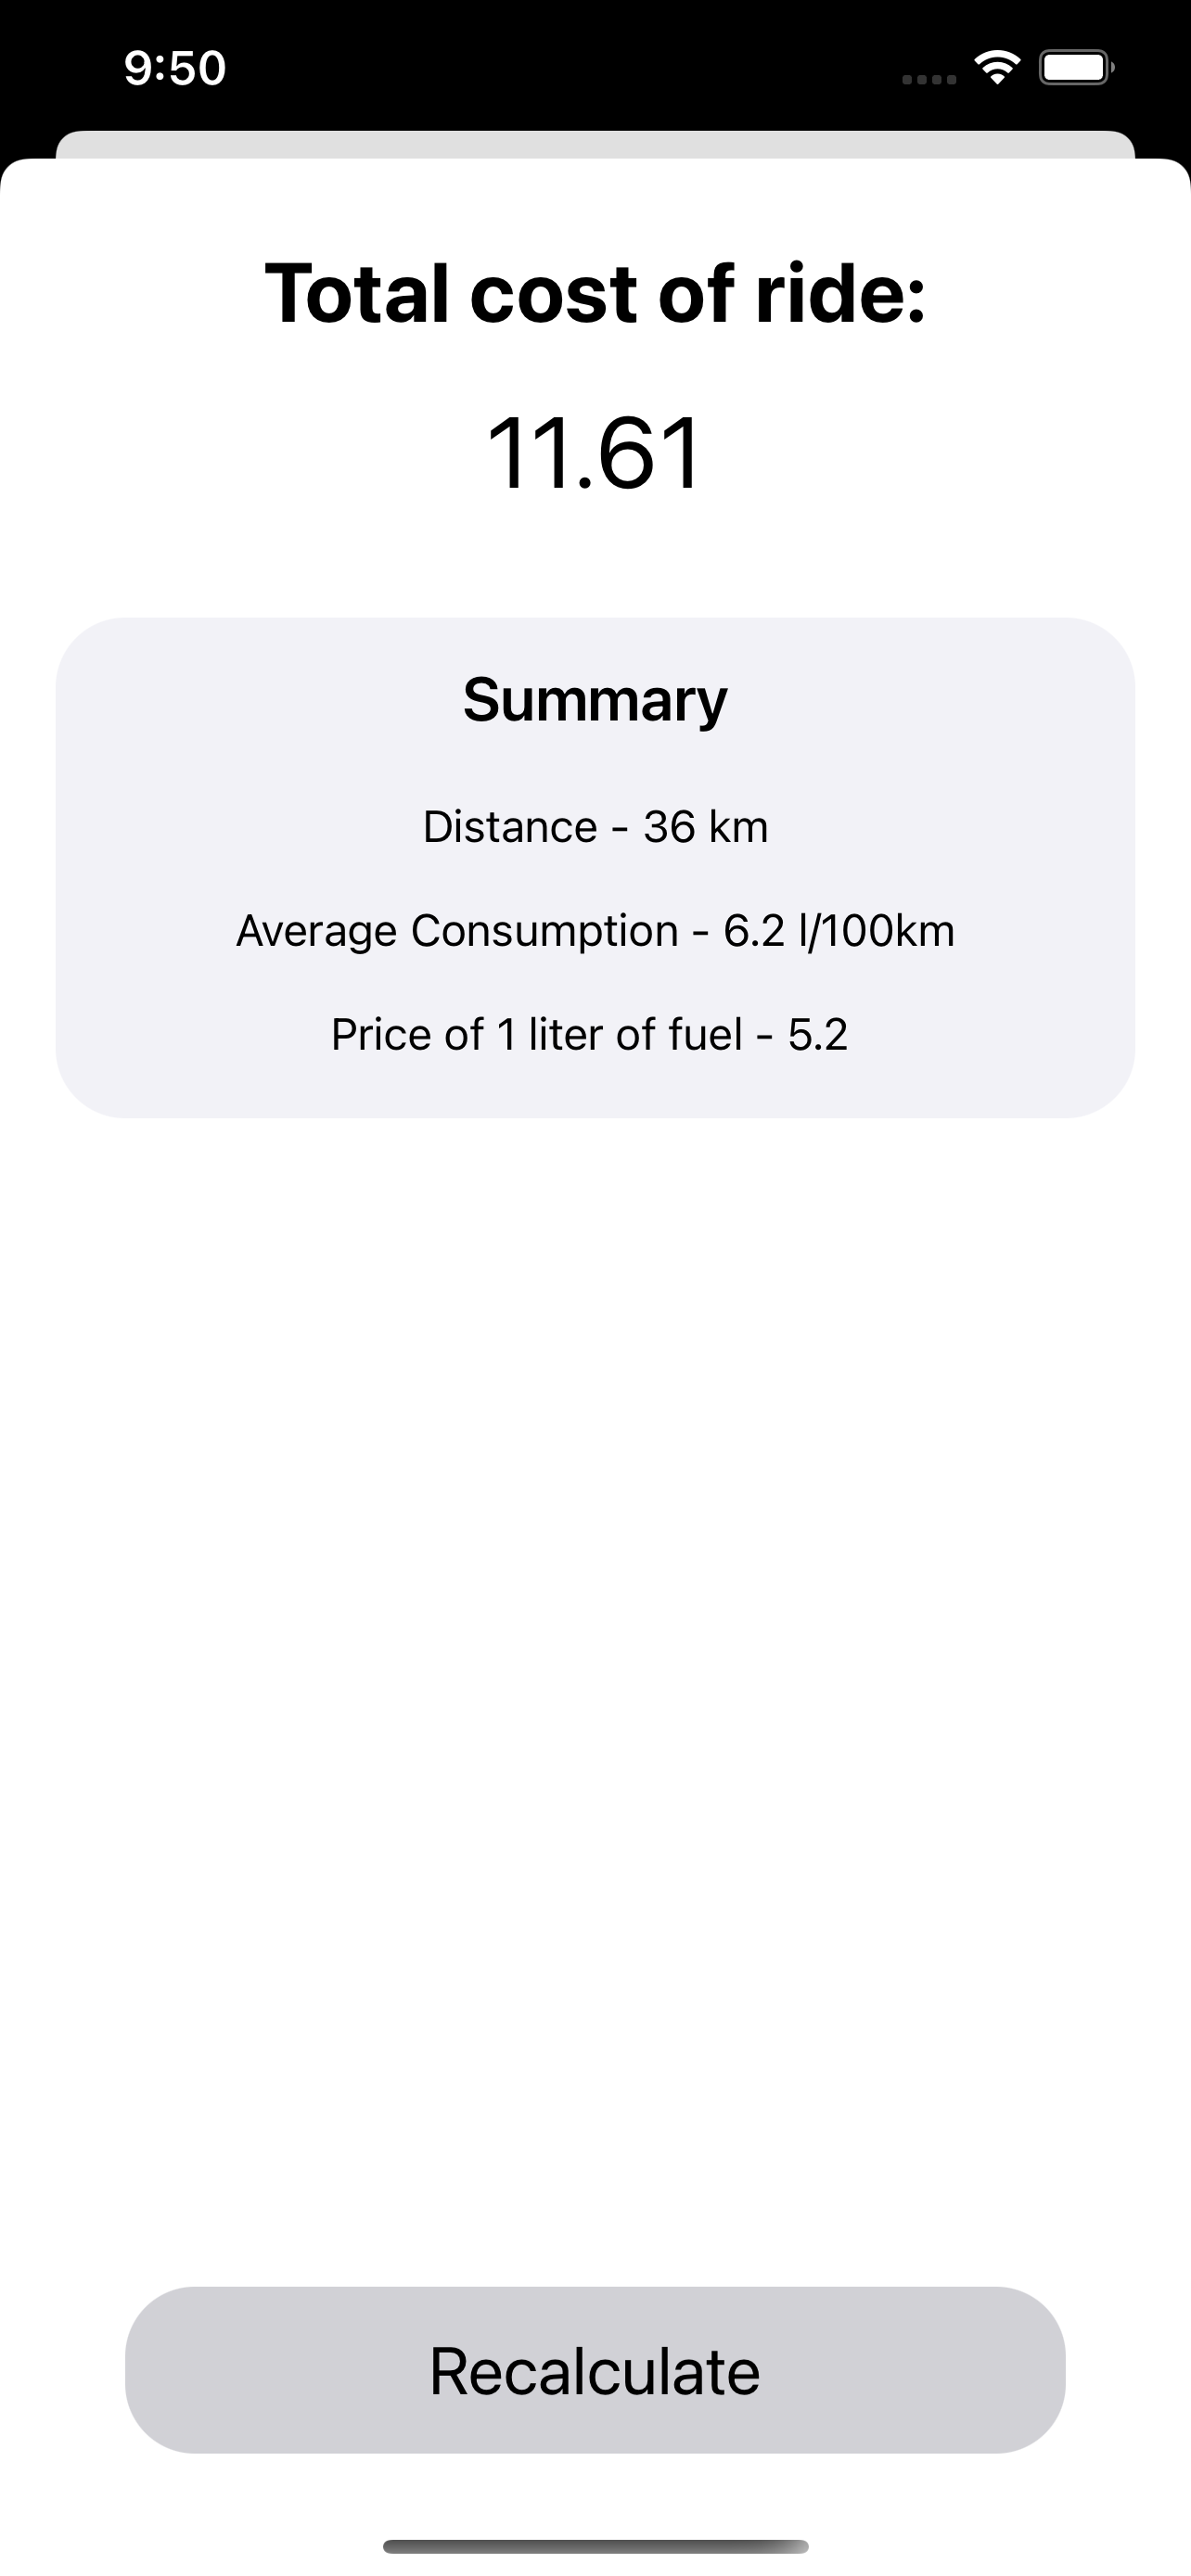 9:50
Total cost of ride:
11.61
Summary
Distance - 36 km
Average Consumption - 6.2 l/100km
Price of 1 liter of fuel - 5.2
Recalculate